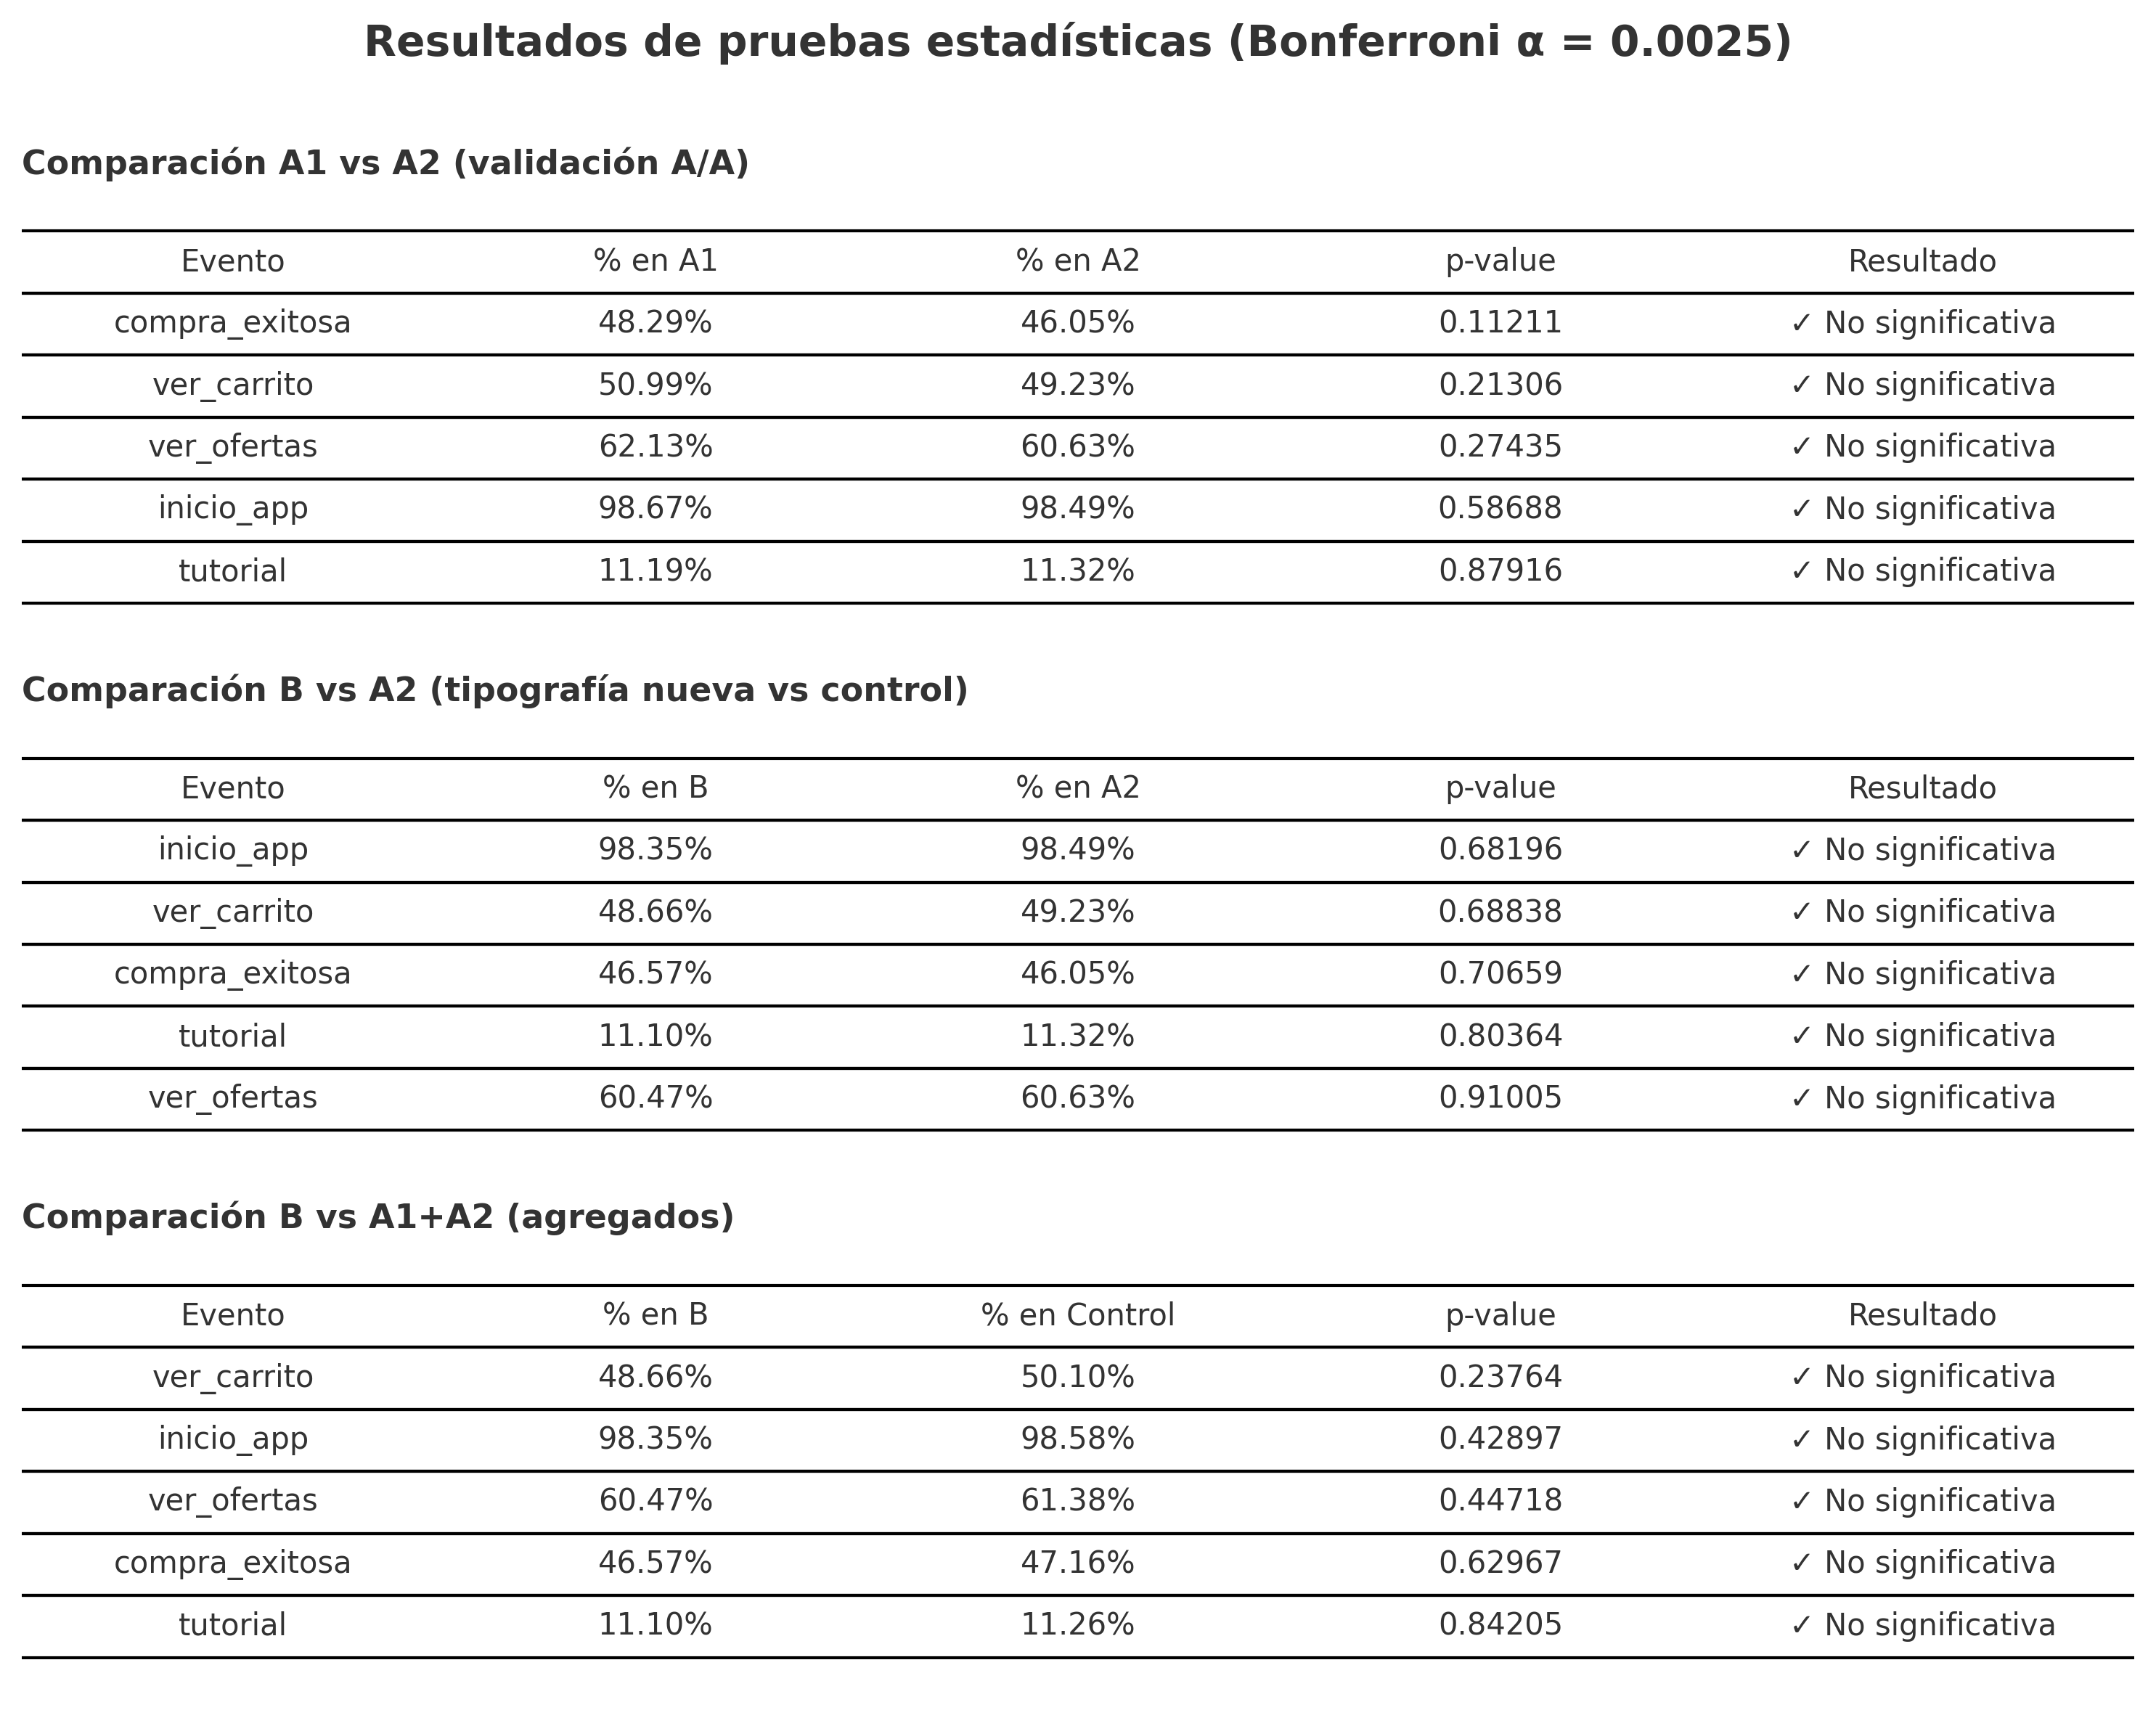 Resultados de pruebas estadísticas (Bonferroni α = 0.0025)
Comparación A1 vs A2 (validación A/A)
Evento % en A1 % en A2 p-value Resultado
compra_exitosa 48.29% 46.05% 0.11211 ✓ No significativa
ver_carrito 50.99% 49.23% 0.21306 ✓ No significativa
ver_ofertas 62.13% 60.63% 0.27435 ✓ No significativa
inicio_app 98.67% 98.49% 0.58688 ✓ No significativa
tutorial 11.19% 11.32% 0.87916 ✓ No significativa
Comparación B vs A2 (tipografía nueva vs control)
Evento % en B % en A2 p-value Resultado
inicio_app 98.35% 98.49% 0.68196 ✓ No significativa
ver_carrito 48.66% 49.23% 0.68838 ✓ No significativa
compra_exitosa 46.57% 46.05% 0.70659 ✓ No significativa
tutorial 11.10% 11.32% 0.80364 ✓ No significativa
ver_ofertas 60.47% 60.63% 0.91005 ✓ No significativa
Comparación B vs A1+A2 (agregados)
Evento % en B % en Control p-value Resultado
ver_carrito 48.66% 50.10% 0.23764 ✓ No significativa
inicio_app 98.35% 98.58% 0.42897 ✓ No significativa
ver_ofertas 60.47% 61.38% 0.44718 ✓ No significativa
compra_exitosa 46.57% 47.16% 0.62967 ✓ No significativa
tutorial 11.10% 11.26% 0.84205 ✓ No significativa